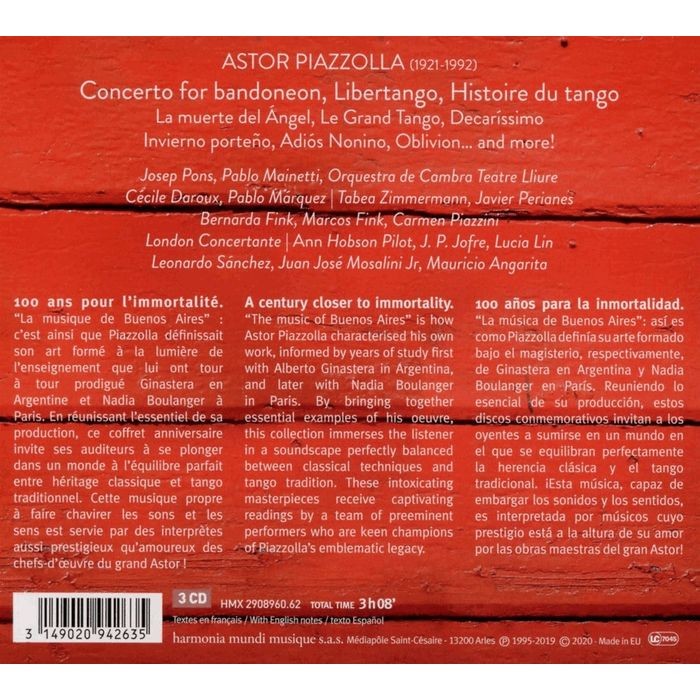 ASTOR PIAZZOLLA (1921-1992)
Concerto for bandoneon, Libertango, Histoire du tango
La muerte del Ángel, Le Grand Tango, Decaríssimo
Invierno porteño, Adiós Nonino, Oblivion... and more!
Josep Pons, Pablo Mainetti, Orquestra de Cambra Teatre Lliure
Cécile Daroux, Pablo Márquez | Tabea Zimmermann, Javier Perianes
Bernarda Fink, Marcos Fink, Carmen Piazzini
London Concertante | Ann Hobson Pilot, J. P. Jofre, Lucia Lin
Leonardo Sánchez, Juan José Mosalini Jr, Mauricio Angarita
100 ans pour l'immortalité.
"La musique de Buenos Aires" :
c'est ainsi que Piazzolla définissait
son art formé à la lumière de
l'enseignement que lui ont tour
à tour prodigué Ginastera en
Argentine et Nadia Boulanger à
Paris. En réunissant l'essentiel de sa
production, ce coffret anniversaire
invite ses auditeurs à se plonger
dans un monde à l'équilibre parfait
entre héritage classique et tango
traditionnel. Cette musique propre
à faire chavirer les sons et les
sens est servie par des interprètes
aussi prestigieux qu'amoureux des
chefs-d'œuvre du grand Astor !
A century closer to immortality.
"The music of Buenos Aires" is how
Astor Piazzolla characterised his own
work, informed by years of study first
with Alberto Ginastera in Argentina,
and later with Nadia Boulanger
in Paris. By bringing together
essential examples of his oeuvre,
this collection immerses the listener
in a soundscape perfectly balanced
between classical techniques and
tango tradition. These intoxicating
masterpieces receive captivating
readings by a team of preeminent
performers who are keen champions
of Piazzolla's emblematic legacy.
100 años para la inmortalidad.
"La música de Buenos Aires": así es
como Piazzolla definía su arte formado
bajo el magisterio, respectivamente,
de Ginastera en Argentina y Nadia
Boulanger en París. Reuniendo lo
esencial de su producción, estos
discos conmemorativos invitan a los
oyentes a sumirse en un mundo en
el que se equilibran perfectamente
la herencia clásica y el tango
tradicional. ¡Esta música, capaz de
embargar los sonidos y los sentidos,
es interpretada por músicos cuyo
prestigio está a la altura de su amor
por las obras maestras del gran Astor!
3 149020 942635
3 CD HMX 2908960.62 TOTAL TIME 3h08'
Textes en français / With English notes / texto Español
harmonia mundi musique s.a.s. Médiapôle Saint-Césaire - 13200 Arles ℗ 1995-2019 © 2020 - Made in EU LC 7045